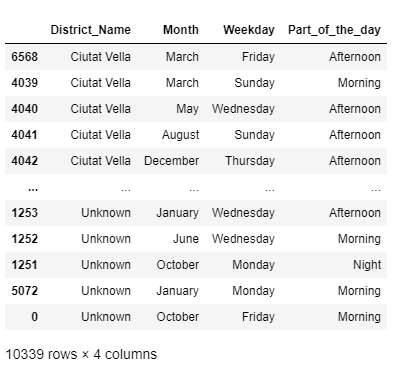 District_Name Month Weekday Part_of_the_day
6568 Ciutat Vella March Friday Afternoon
4039 Ciutat Vella March Sunday Morning
4040 Ciutat Vella May Wednesday Afternoon
4041 Ciutat Vella August Sunday Afternoon
4042 Ciutat Vella December Thursday Afternoon
... ... ... ... ...
1253 Unknown January Wednesday Afternoon
1252 Unknown June Wednesday Morning
1251 Unknown October Monday Night
5072 Unknown January Monday Morning
0 Unknown October Friday Morning
10339 rows × 4 columns